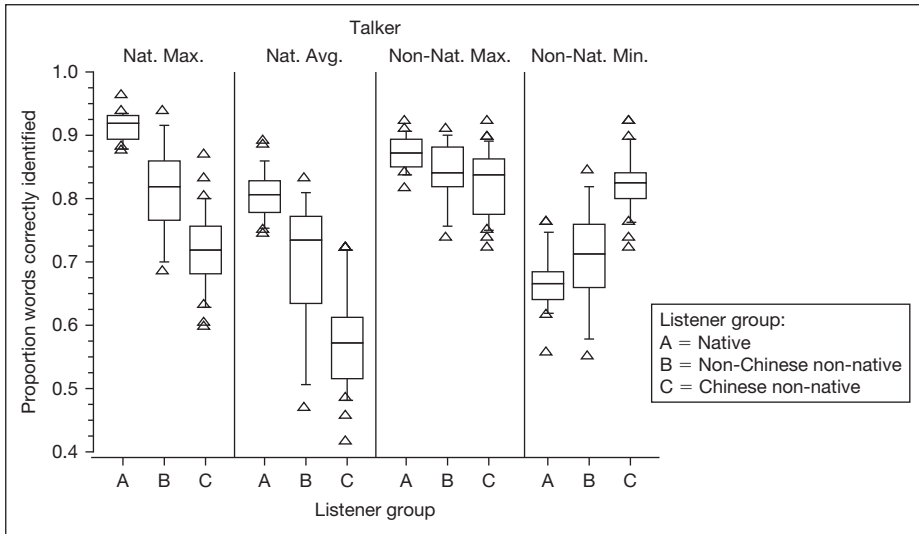 Talker
Nat. Max. Nat. Avg. Non-Nat. Max. Non-Nat. Min.
Proportion words correctly identified
1.0
0.9
0.8
0.7
0.6
0.5
0.4
A B C A B C A B C A B C
Listener group
Listener group:
A = Native
B = Non-Chinese non-native
C = Chinese non-native